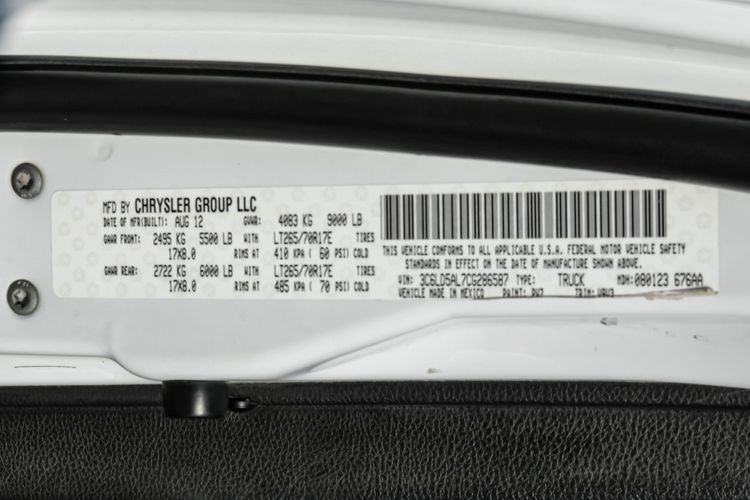 MFD BY CHRYSLER GROUP LLC
DATE OF MFR(BUILT): AUG 12 GVWR: 4083 KG 9000 LB
GAWR FRONT: 2495 KG 5500 LB WITH LT265/70R17E TIRES
17X8.0 RIMS AT 410 KPA ( 60 PSI) COLD
GAWR REAR: 2722 KG 6000 LB WITH LT265/70R17E TIRES
17X8.0 RIMS AT 485 KPA ( 70 PSI) COLD
THIS VEHICLE CONFORMS TO ALL APPLICABLE U.S.A. FEDERAL MOTOR VEHICLE SAFETY
STANDARDS IN EFFECT ON THE DATE OF MANUFACTURE SHOWN ABOVE.
VIN: 3C6LD5AL7CG286587 TYPE: TRUCK MDH: 080123 676AA
VEHICLE MADE IN MEXICO PAINT: PW7 TRIM: